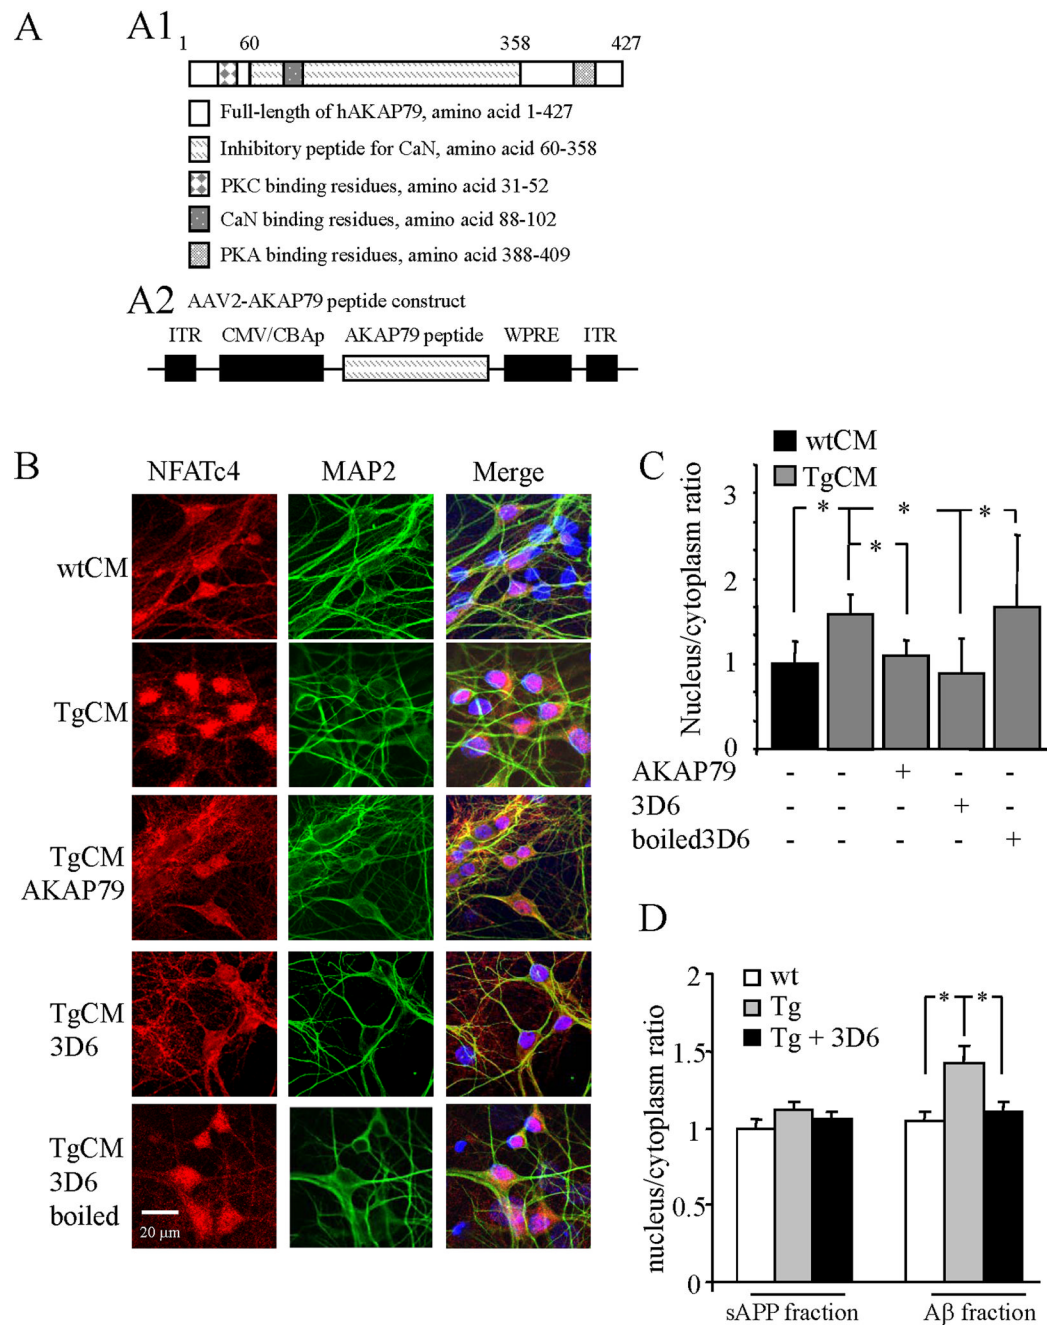 A
A1
1 60 358 427
Full-length of hAKAP79, amino acid 1-427
Inhibitory peptide for CaN, amino acid 60-358
PKC binding residues, amino acid 31-52
CaN binding residues, amino acid 88-102
PKA binding residues, amino acid 388-409
A2
AAV2-AKAP79 peptide construct
ITR CMV/CBAp AKAP79 peptide WPRE ITR
B
NFATc4 MAP2 Merge
wtCM
TgCM
TgCM
AKAP79
TgCM
3D6
TgCM
3D6
boiled
20 µm
C
wtCM
TgCM
Nucleus/cytoplasm ratio
3
2
1
0
* * *
*
AKAP79 - - + - -
3D6 - - - + -
boiled3D6 - - - - +
D
wt
Tg
Tg + 3D6
nucleus/cytoplasm ratio
2
1.5
1
0.5
0
* *
sAPP fraction Aβ fraction